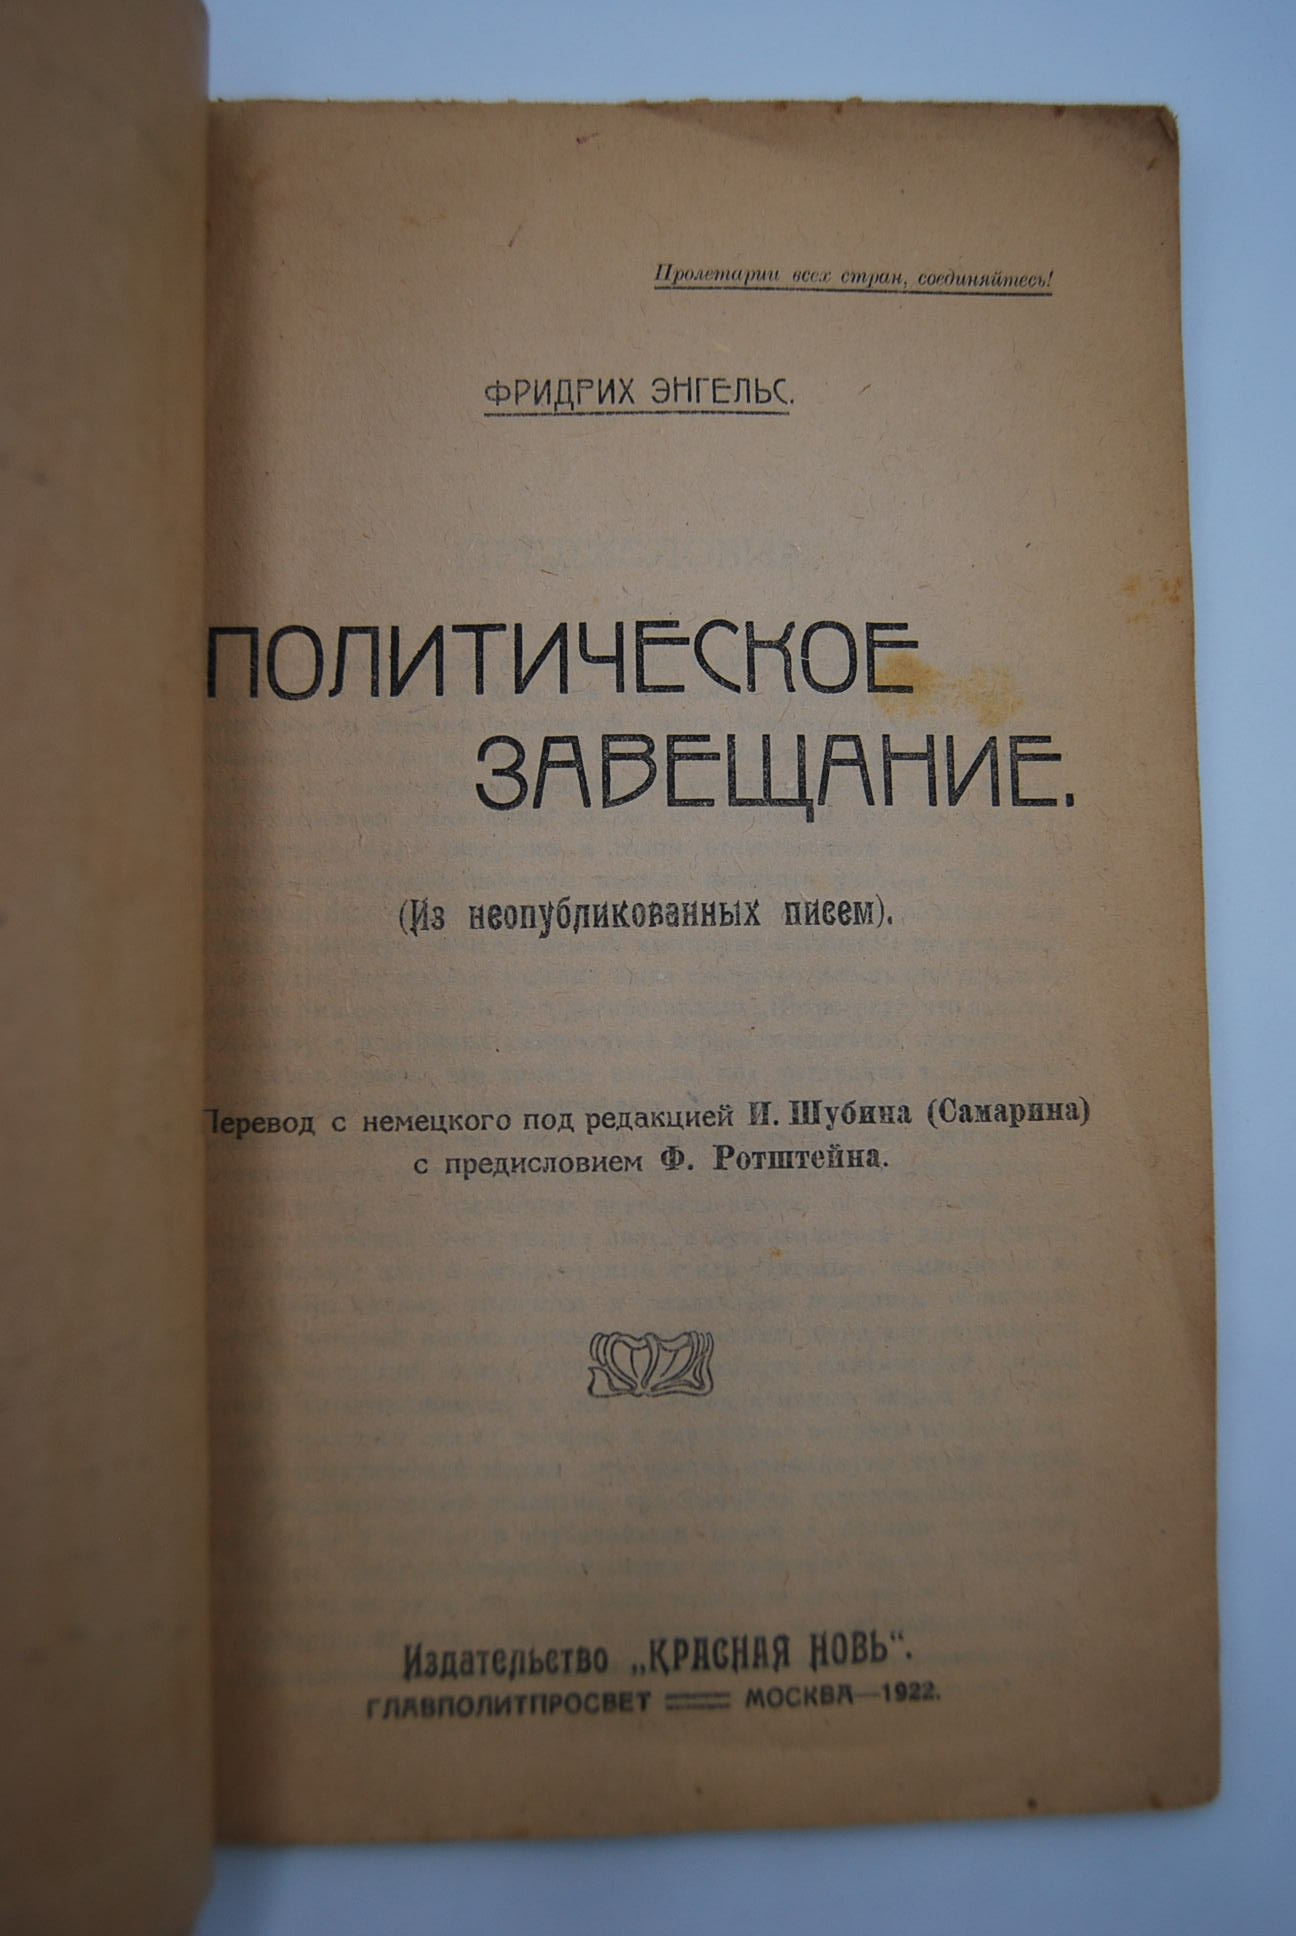 Пролетарии всех стран, соединяйтесь!
ФРИДРИХ ЭНГЕЛЬС.
ПОЛИТИЧЕСКОЕ
ЗАВЕЩАНИЕ.
(Из неопубликованных писем).
Перевод с немецкого под редакцией И. Шубина (Самарина)
с предисловием Ф. Ротштейна.
Издательство „КРАСНАЯ НОВЬ“.
ГЛАВПОЛИТПРОСВЕТ ══ МОСКВА—1922.